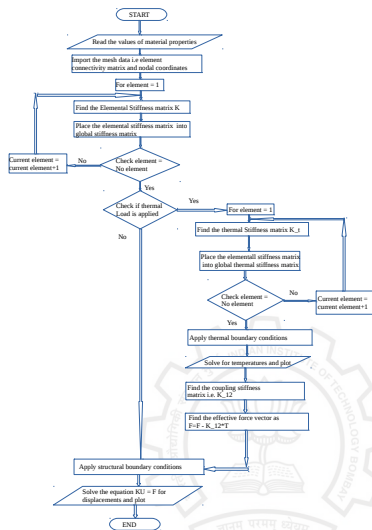 START
Read the values of material properties
Import the mesh data i.e element
connectivity matrix and nodal coordinates
For element = 1
Find the Elemental Stiffness matrix K
Place the elemental stiffness matrix into
global stiffness matrix
Current element =
current element+1
No
Check element =
No element
Yes
Check if thermal
Load is applied
Yes
For element = 1
Find the thermal Stiffness matrix K_t
No
Place the elementall stiffness matrix
into global thermal stiffness matrix
Check element =
No element
No
Current element =
current element+1
Yes
Apply thermal boundary conditions
Solve for temperatures and plot
Find the coupling stiffness
matrix i.e. K_12
Find the effective force vector as
F=F - K_12*T
Apply structural boundary conditions
Solve the equation KU = F for
displacements and plot
END
INDIAN INSTITUTE OF TECHNOLOGY BOMBAY